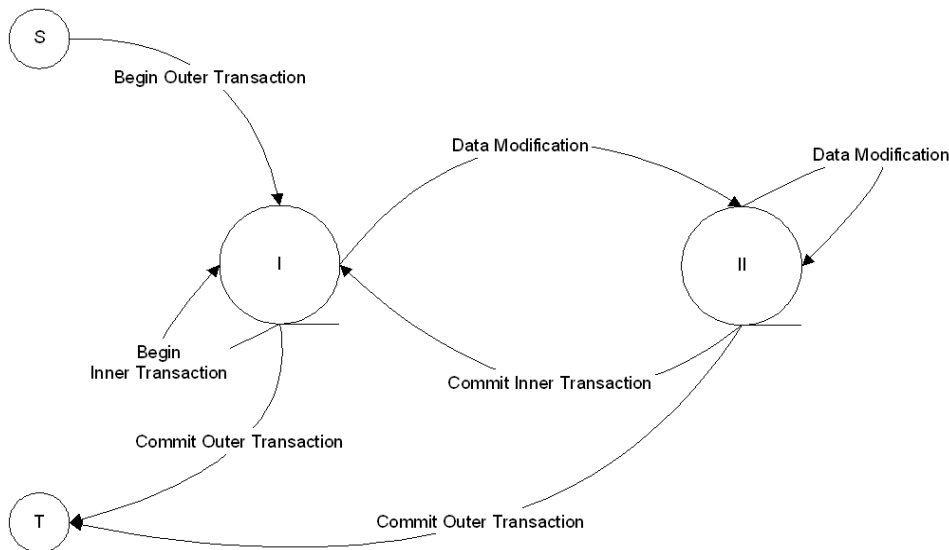 S
Begin Outer Transaction
Data Modification
Data Modification
I
II
Begin
Inner Transaction
Commit Inner Transaction
Commit Outer Transaction
T
Commit Outer Transaction